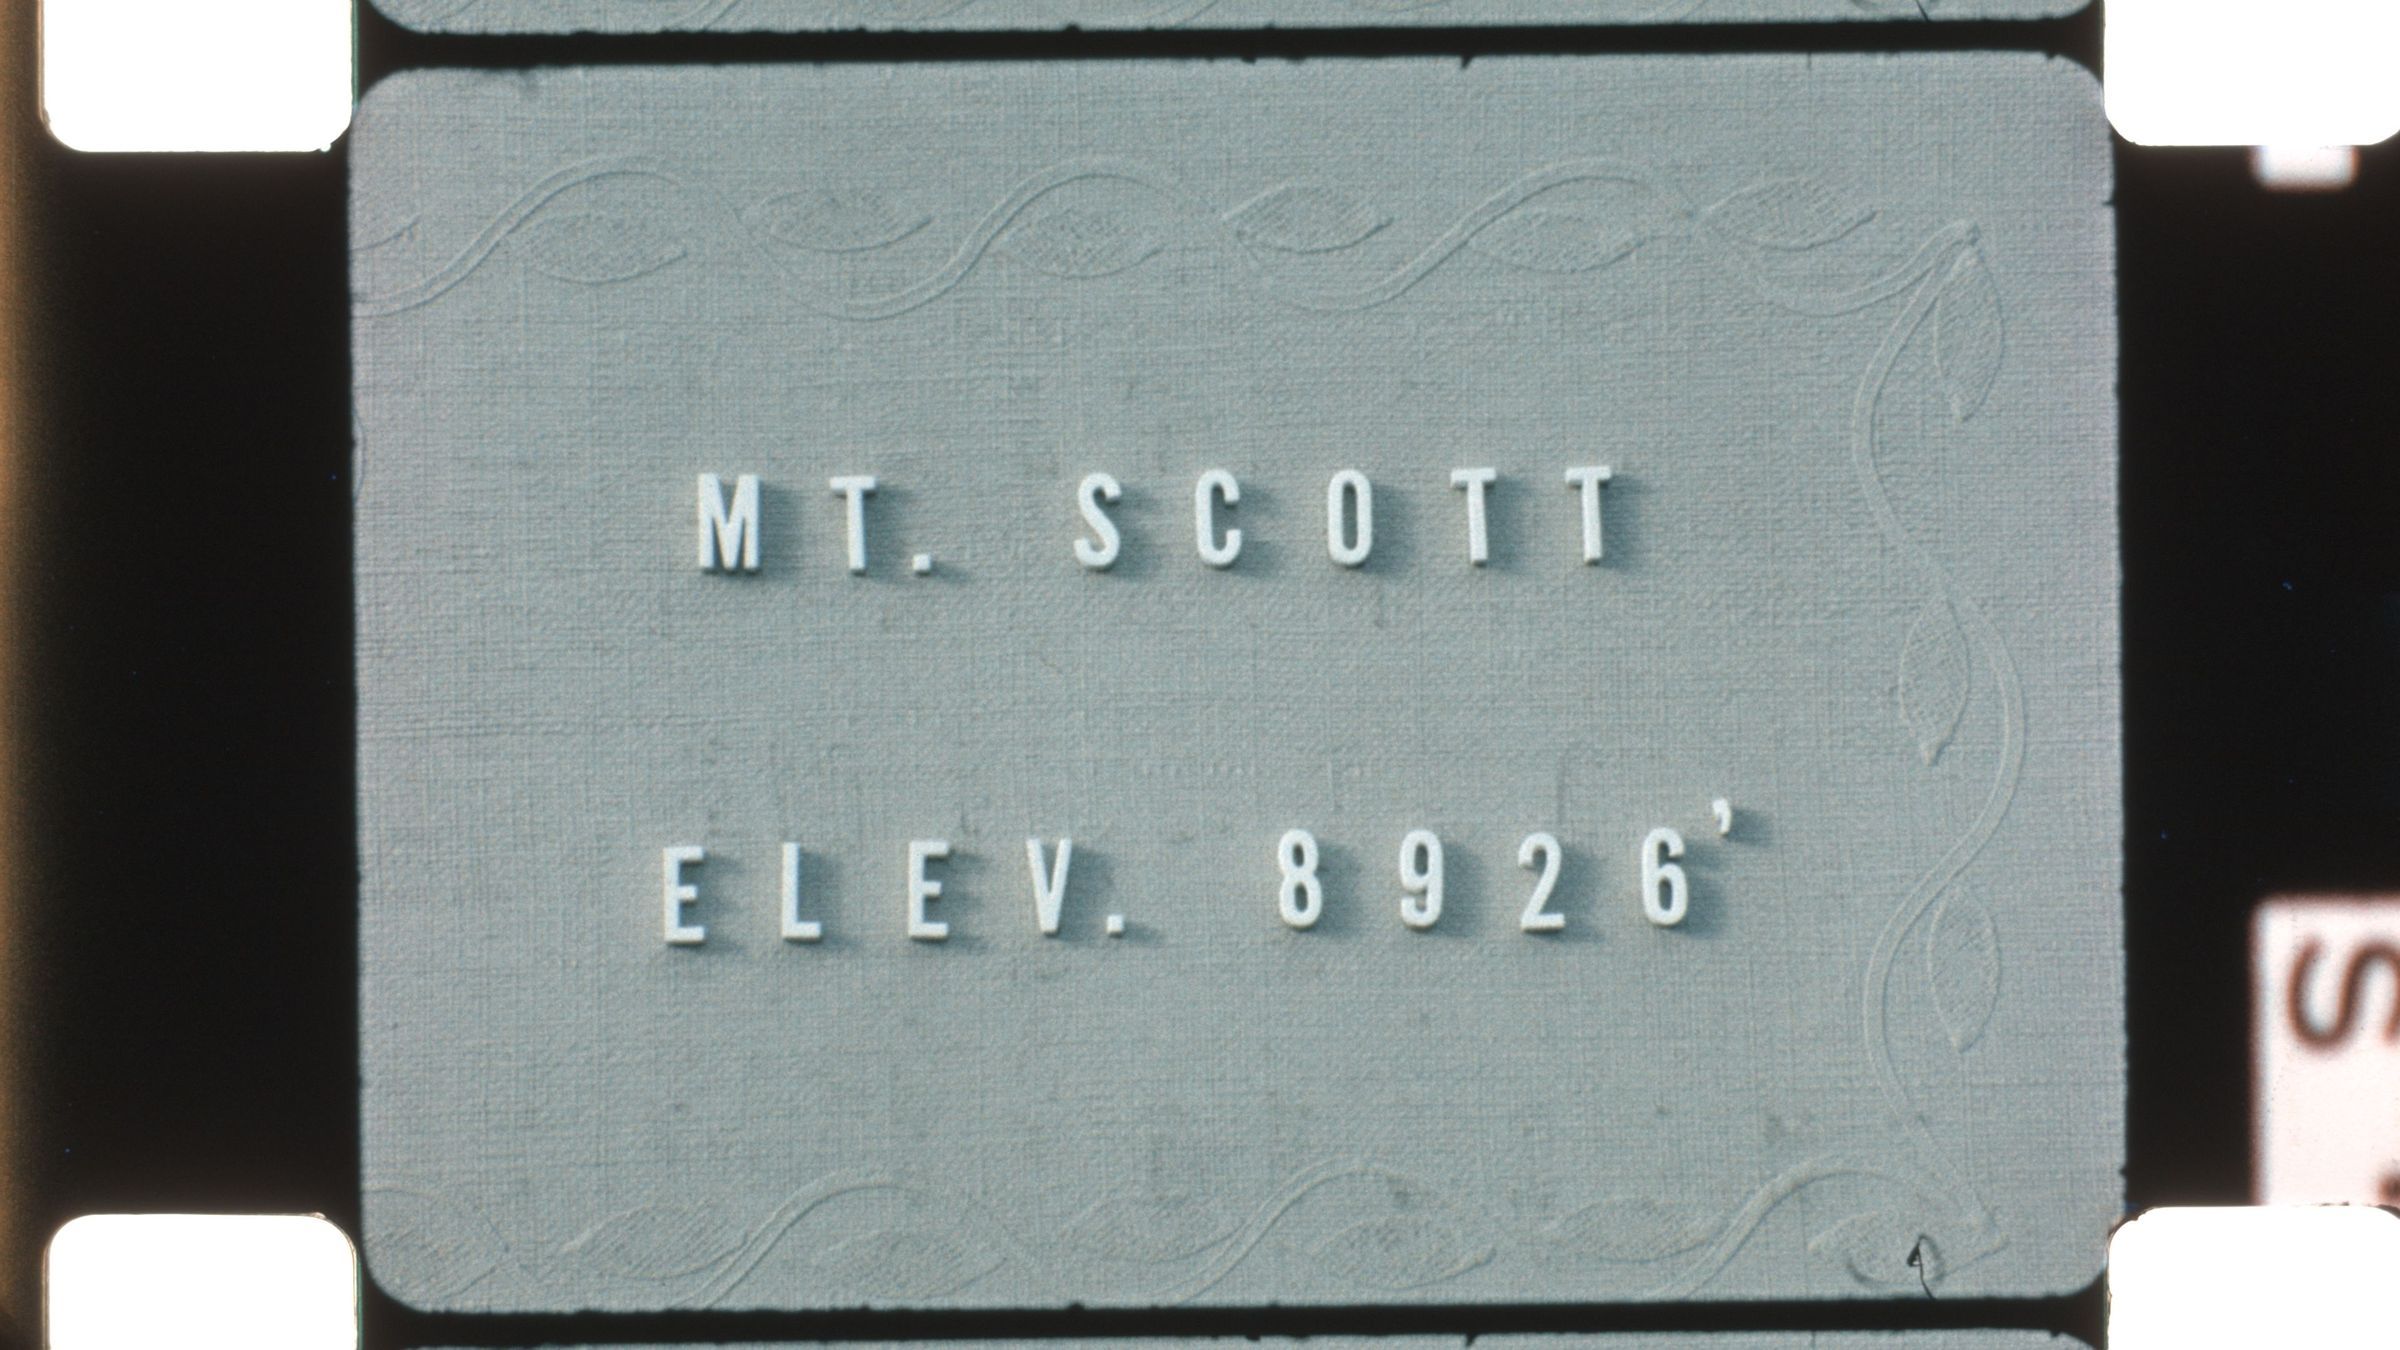 MT. SCOTT
ELEV. 8926'
S